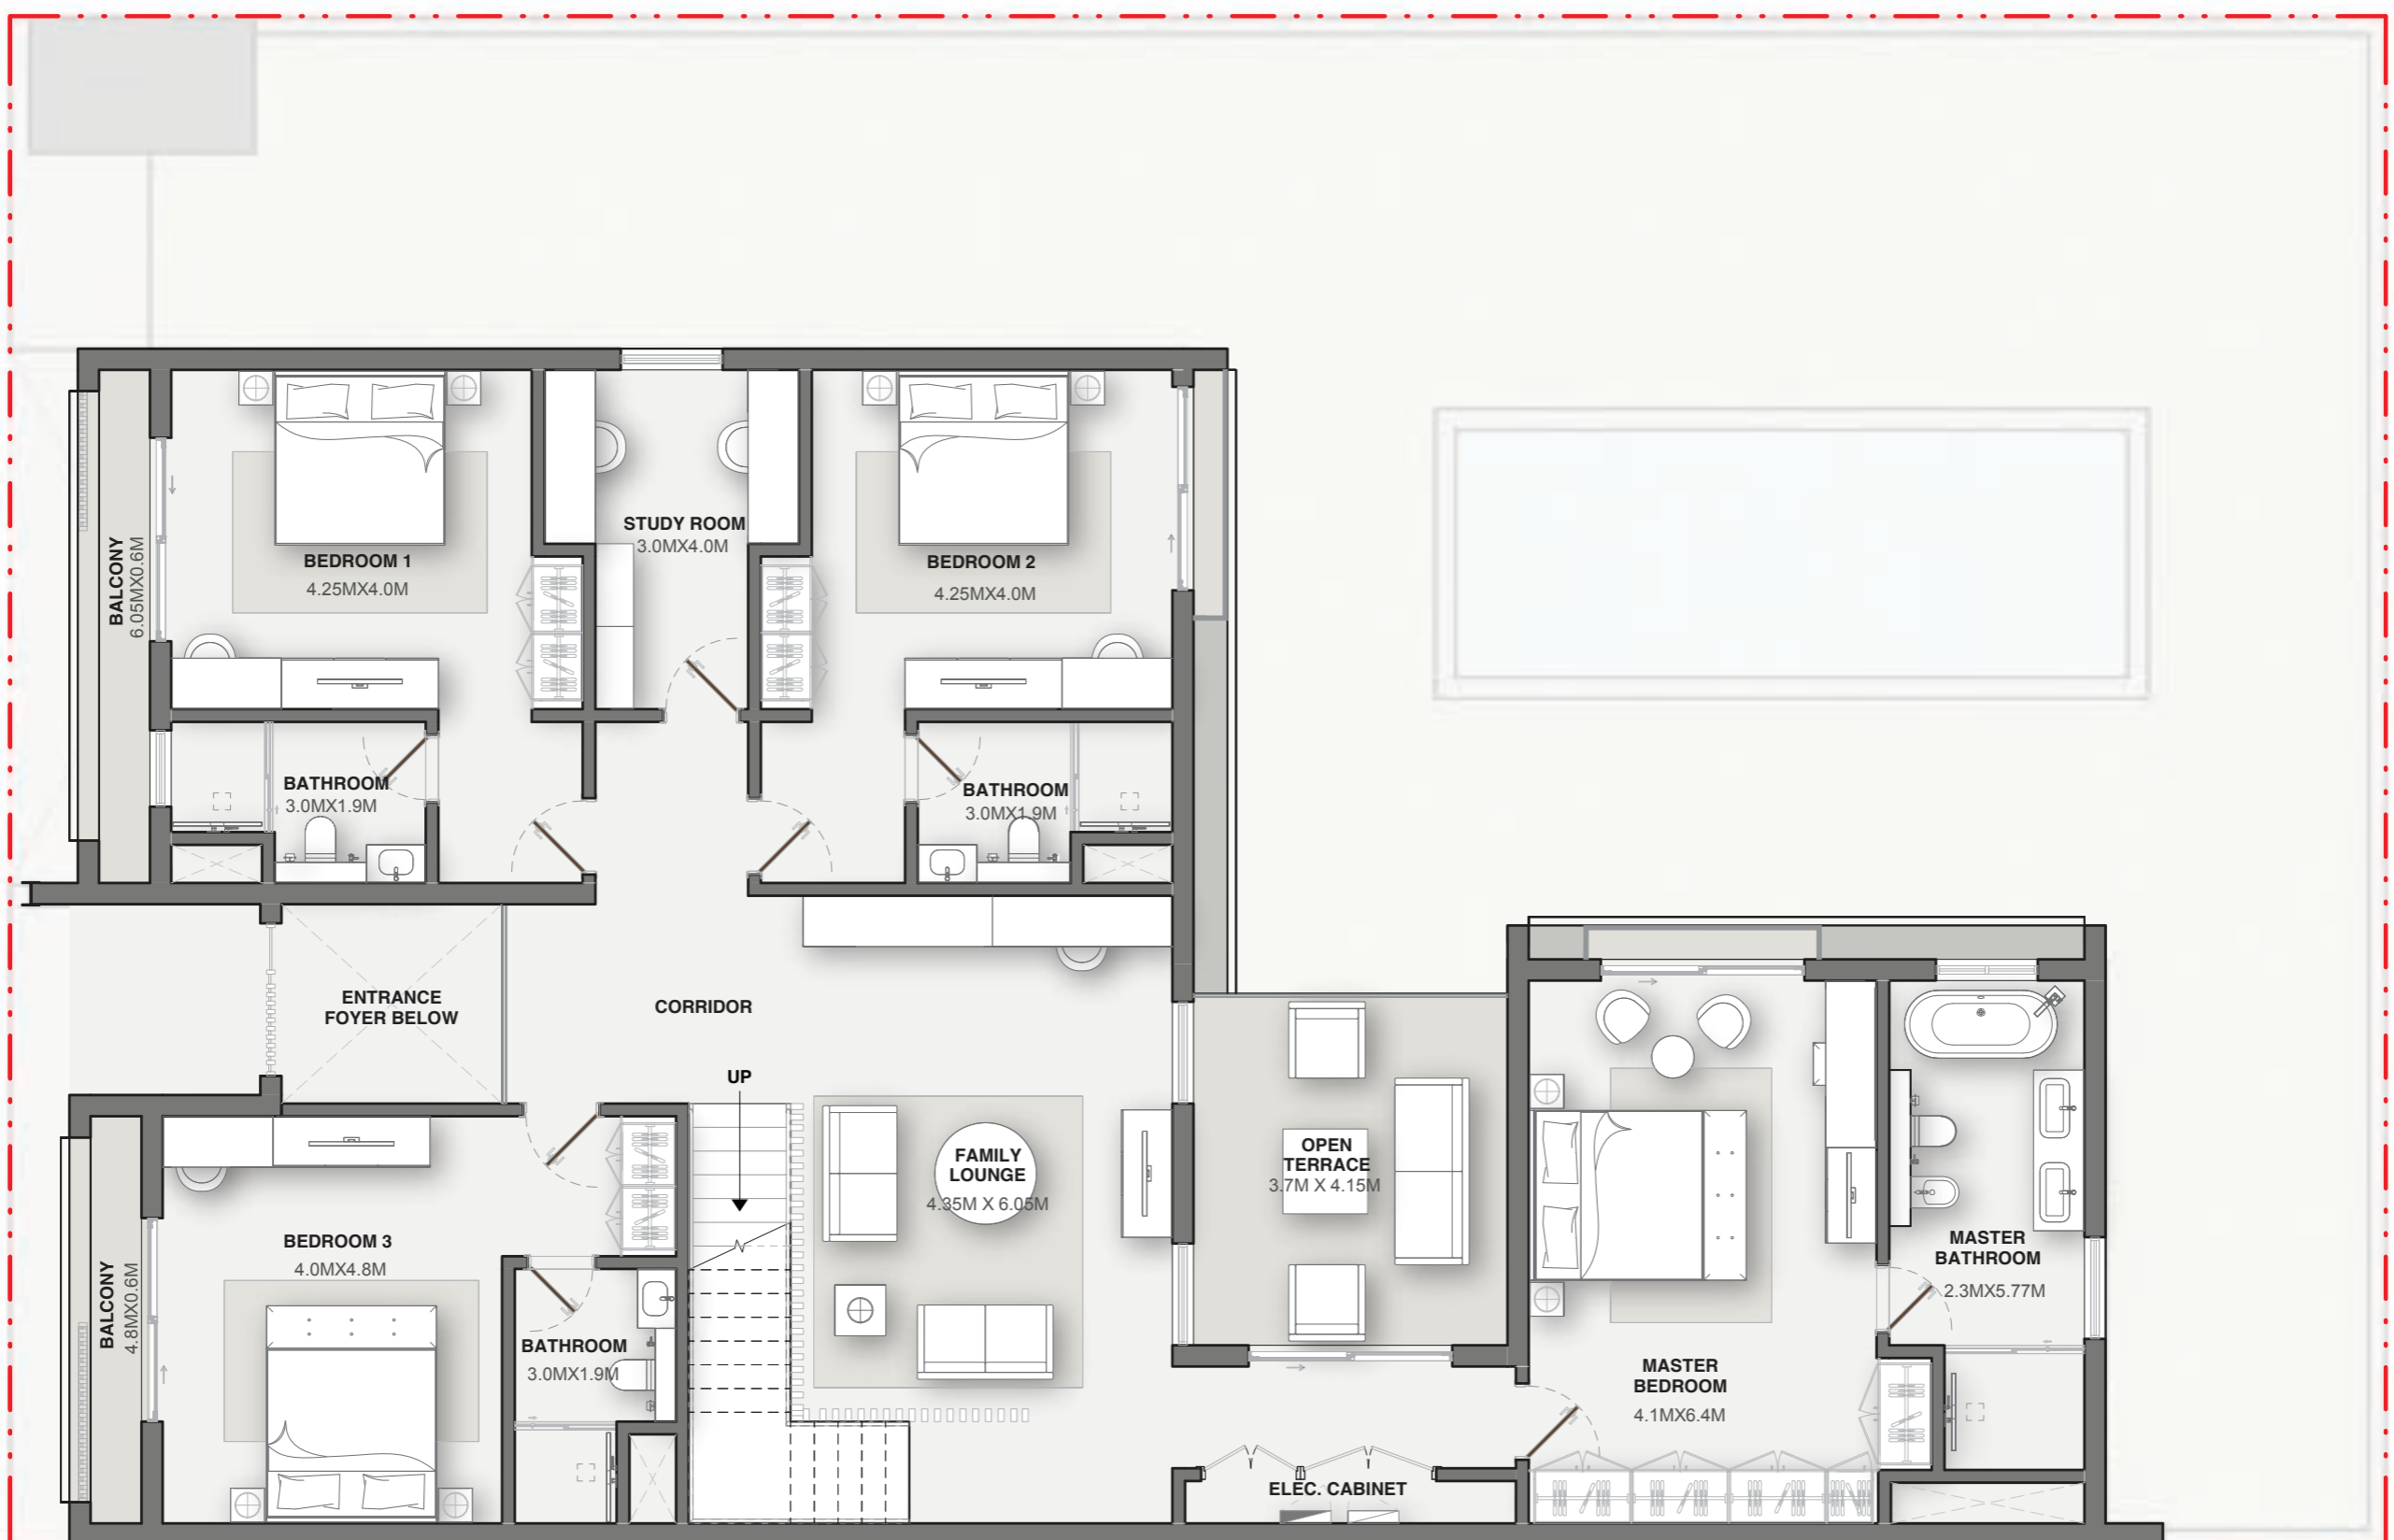 BALCONY
6.05MX0.6M
BEDROOM 1
4.25MX4.0M
STUDY ROOM
3.0MX4.0M
BEDROOM 2
4.25MX4.0M
BATHROOM
3.0MX1.9M
BATHROOM
3.0MX1.9M
ENTRANCE
FOYER BELOW
CORRIDOR
UP
FAMILY
LOUNGE
4.35M X 6.05M
OPEN
TERRACE
3.7M X 4.15M
BALCONY
4.8MX0.6M
BEDROOM 3
4.0MX4.8M
BATHROOM
3.0MX1.9M
MASTER
BATHROOM
2.3MX5.77M
MASTER
BEDROOM
4.1MX6.4M
ELEC. CABINET